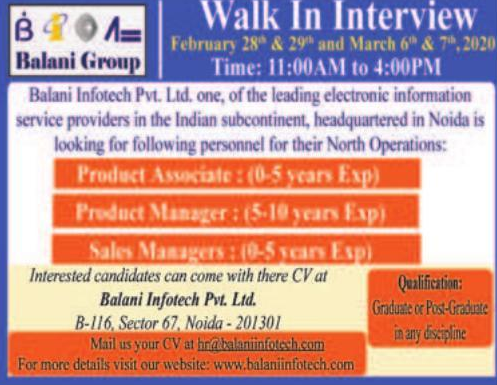 Balani Group
Walk In Interview
February 28th & 29th and March 6th & 7th, 2020
Time: 11:00AM to 4:00PM
Balani Infotech Pvt. Ltd. one, of the leading electronic information
service providers in the Indian subcontinent, headquartered in Noida is
looking for following personnel for their North Operations:
Product Associate : (0-5 years Exp)
Product Manager : (5-10 years Exp)
Sales Managers : (0-5 years Exp)
Interested candidates can come with there CV at
Balani Infotech Pvt. Ltd.
B-116, Sector 67, Noida - 201301
Mail us your CV at hr@balaniinfotech.com
For more details visit our website: www.balaniinfotech.com
Qualification:
Graduate or Post-Graduate
in any discipline